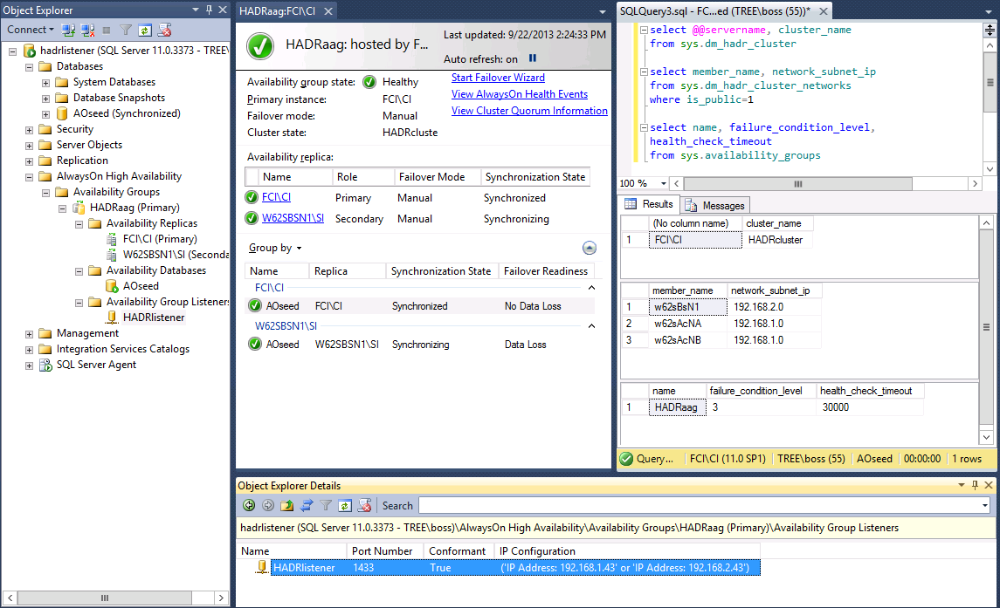 Object Explorer
Connect
hadrlistener (SQL Server 11.0.3373 - TREE\
Databases
System Databases
Database Snapshots
AOseed (Synchronized)
Security
Server Objects
Replication
AlwaysOn High Availability
Availability Groups
HADRaag (Primary)
Availability Replicas
FCI\CI (Primary)
W62SBSN1\SI (Seconda
Availability Databases
AOseed
Availability Group Listeners
HADRlistener
Management
Integration Services Catalogs
SQL Server Agent
HADRaag:FCI\CI
HADRaag: hosted by F...
Last updated: 9/22/2013 2:24:33 PM
Auto refresh: on
Availability group state: Healthy
Primary instance: FCI\CI
Failover mode: Manual
Cluster state: HADRcluste
Start Failover Wizard
View AlwaysOn Health Events
View Cluster Quorum Information
Availability replica:
Name Role Failover Mode Synchronization State
FCI\CI Primary Manual Synchronized
W62SBSN1\SI Secondary Manual Synchronizing
Group by
Name Replica Synchronization State Failover Readiness
FCI\CI
AOseed FCI\CI Synchronized No Data Loss
W62SBSN1\SI
AOseed W62SBSN1\SI Synchronizing Data Loss
SQLQuery3.sql - FC...ed (TREE\boss (55))*
select @@servername, cluster_name
from sys.dm_hadr_cluster
select member_name, network_subnet_ip
from sys.dm_hadr_cluster_networks
where is_public=1
select name, failure_condition_level,
health_check_timeout
from sys.availability_groups
100 %
Results Messages
(No column name) cluster_name
1 FCI\CI HADRcluster
member_name network_subnet_ip
1 w62sBsN1 192.168.2.0
2 w62sAcNA 192.168.1.0
3 w62sAcNB 192.168.1.0
name failure_condition_level health_check_timeout
1 HADRaag 3 30000
Query... FCI\CI (11.0 SP1) TREE\boss (55) AOseed 00:00:00 1 rows
Object Explorer Details
Search
hadrlistener (SQL Server 11.0.3373 - TREE\boss)\AlwaysOn High Availability\Availability Groups\HADRaag (Primary)\Availability Group Listeners
Name Port Number Conformant IP Configuration
HADRlistener 1433 True ('IP Address: 192.168.1.43' or 'IP Address: 192.168.2.43')